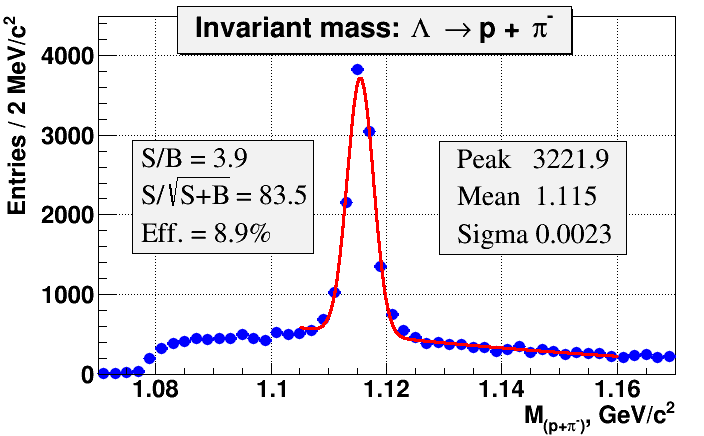 Invariant mass: Λ → p + π⁻
Entries / 2 MeV/c²
4000
3000
2000
1000
0
S/B = 3.9
S/√S+B = 83.5
Eff. = 8.9%
Peak 3221.9
Mean 1.115
Sigma 0.0023
1.08 1.1 1.12 1.14 1.16
M(p+π⁻), GeV/c²